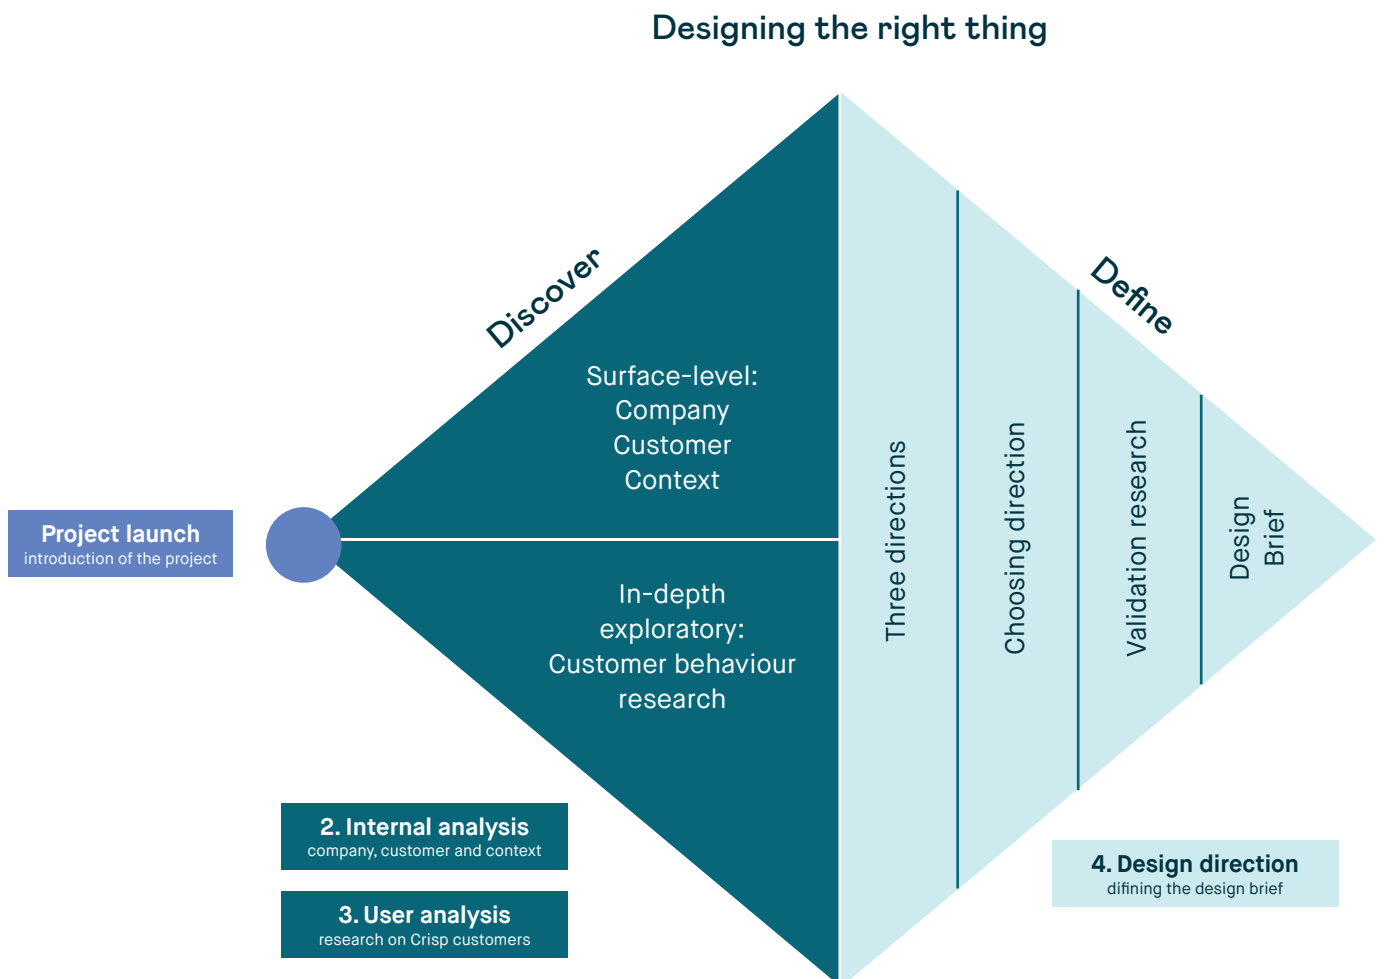 Designing the right thing
Discover
Define
Surface-level:
Company
Customer
Context
Project launch
introduction of the project
In-depth
exploratory:
Customer behaviour
research
Three directions
Choosing direction
Validation research
Design
Brief
2. Internal analysis
company, customer and context
3. User analysis
research on Crisp customers
4. Design direction
difining the design brief